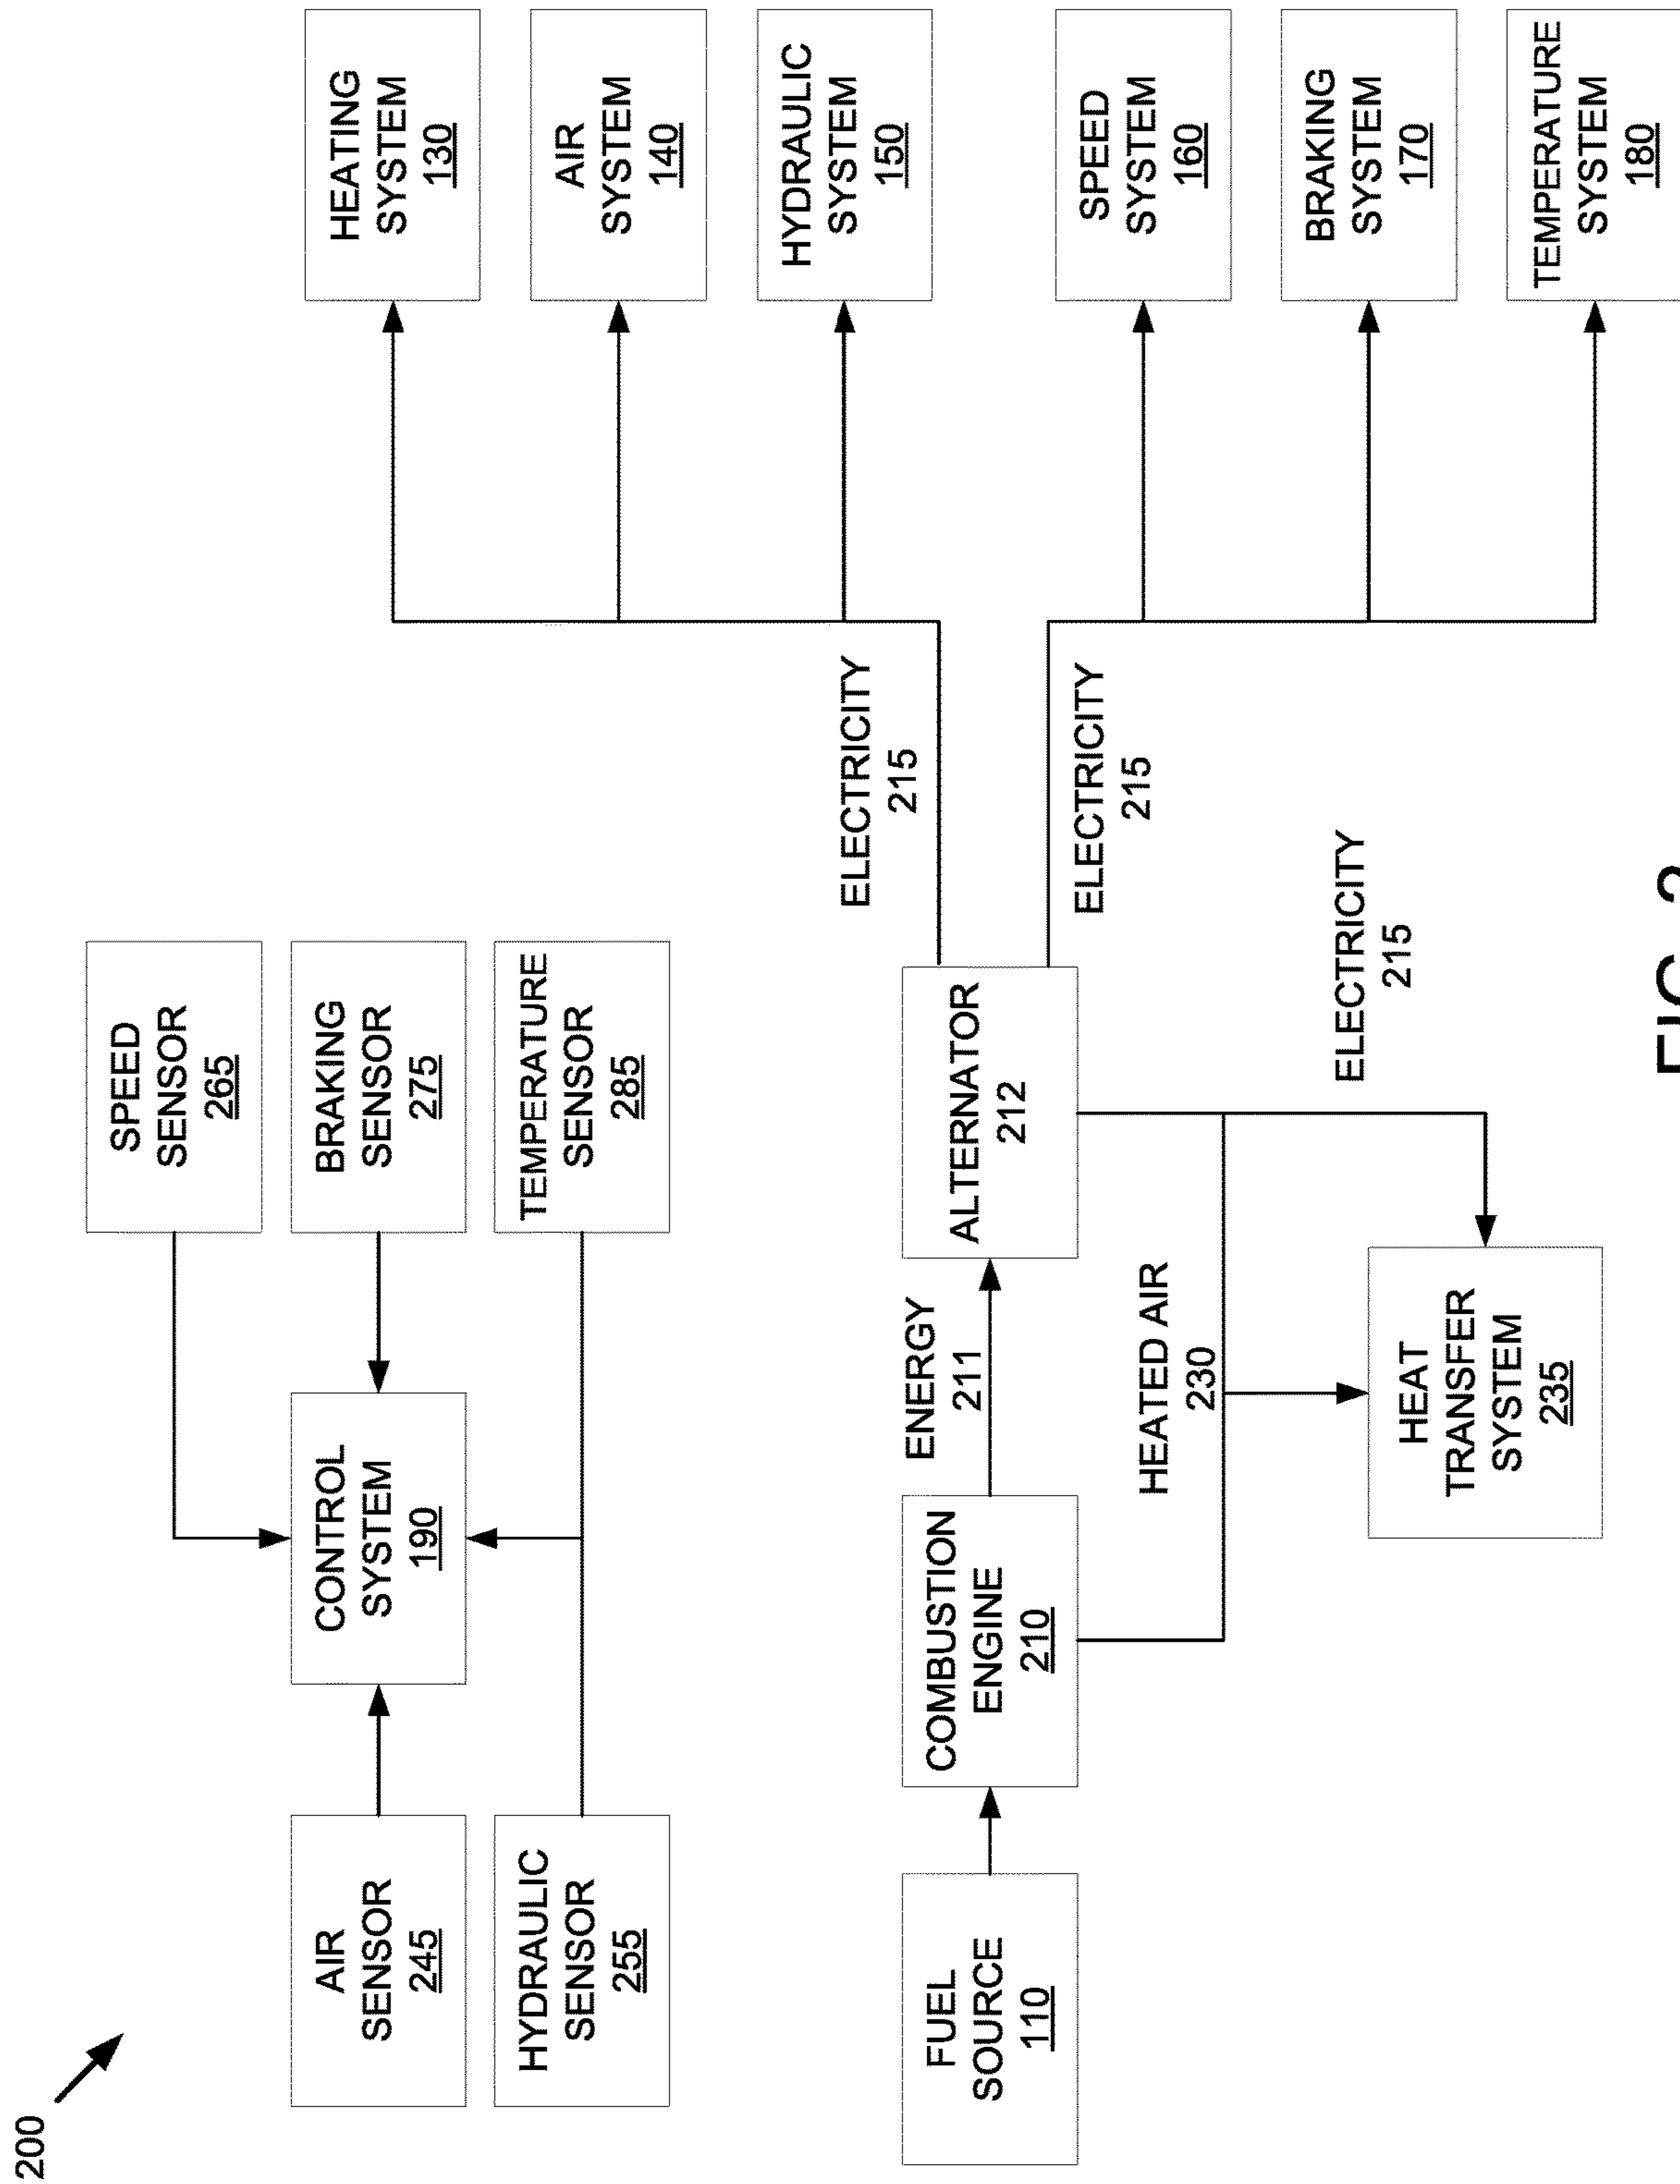 200
SPEED
SENSOR
265
AIR
SENSOR
245
CONTROL
SYSTEM
190
BRAKING
SENSOR
275
HYDRAULIC
SENSOR
255
TEMPERATURE
SENSOR
285
HEATING
SYSTEM
130
AIR
SYSTEM
140
HYDRAULIC
SYSTEM
150
ELECTRICITY
215
FUEL
SOURCE
110
COMBUSTION
ENGINE
210
ENERGY
211
ALTERNATOR
212
ELECTRICITY
215
SPEED
SYSTEM
160
HEATED AIR
230
BRAKING
SYSTEM
170
ELECTRICITY
215
HEAT
TRANSFER
SYSTEM
235
TEMPERATURE
SYSTEM
180
FIG. 2